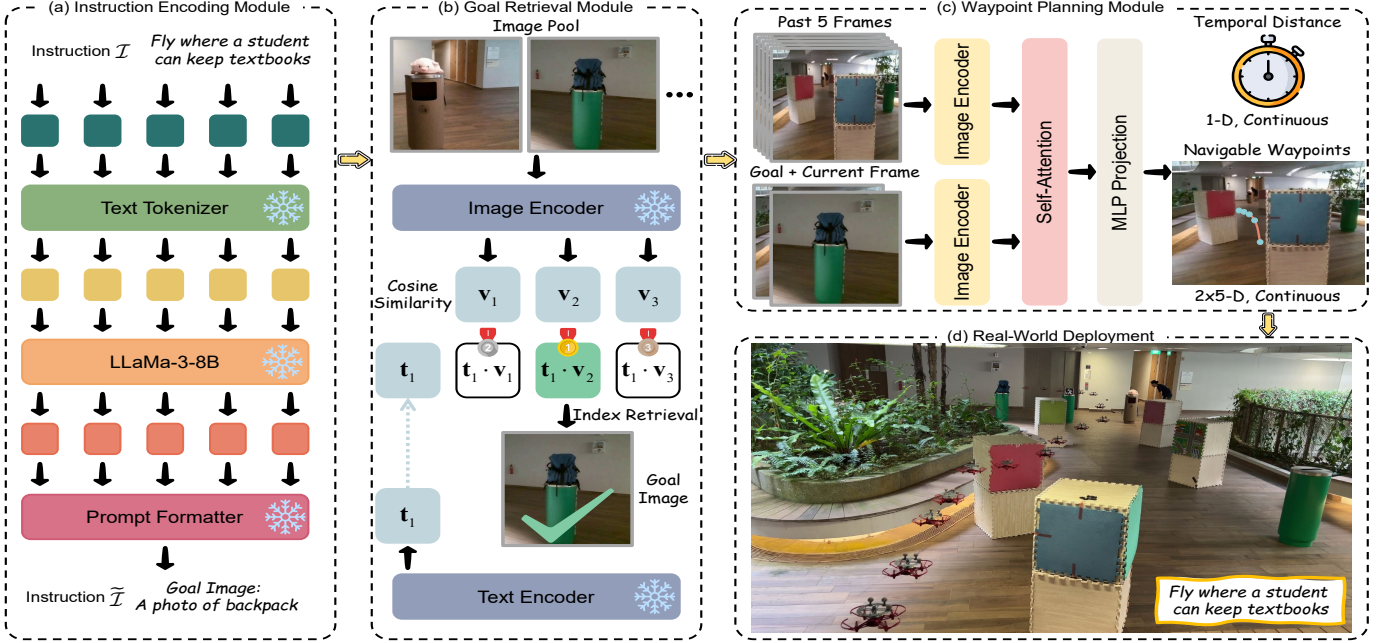 (a) Instruction Encoding Module
Instruction ℐ
Fly where a student
can keep textbooks
Text Tokenizer
LLaMa-3-8B
Prompt Formatter
Instruction ℐ̃
Goal Image:
A photo of backpack
(b) Goal Retrieval Module
Image Pool
Image Encoder
Cosine
Similarity
v₁
v₂
v₃
2
1
3
t₁
t₁ · v₁
t₁ · v₂
t₁ · v₃
Index Retrieval
Goal
Image
t₁
Text Encoder
(c) Waypoint Planning Module
Past 5 Frames
Goal + Current Frame
Image Encoder
Image Encoder
Self-Attention
MLP Projection
Temporal Distance
1-D, Continuous
Navigable Waypoints
2x5-D, Continuous
(d) Real-World Deployment
Fly where a student
can keep textbooks